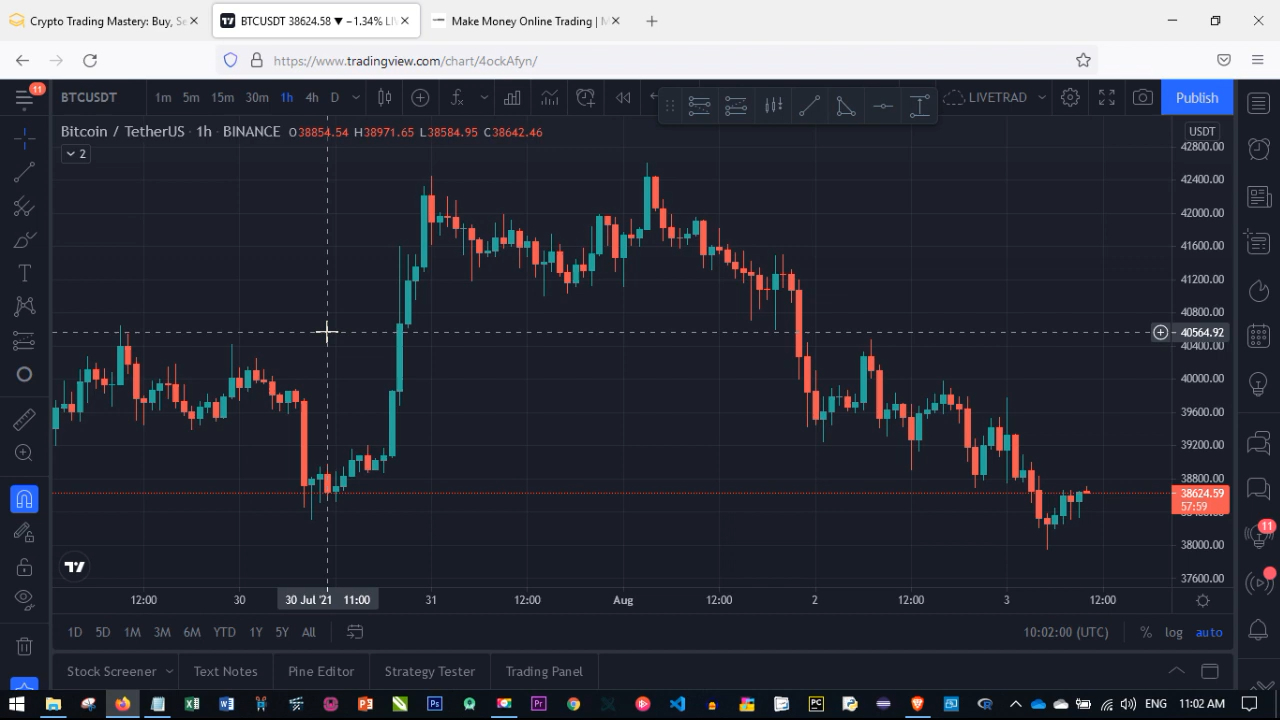 Crypto Trading Mastery: Buy, Se
BTCUSDT 38624.58 ▼ −1.34% LIV
Make Money Online Trading | M
https://www.tradingview.com/chart/4ockAfyn/
11
BTCUSDT 1m 5m 15m 30m 1h 4h D LIVETRAD Publish
Bitcoin / TetherUS · 1h · BINANCE O38854.54 H38971.65 L38584.95 C38642.46
USDT
2
42800.00
42400.00
42000.00
41600.00
41200.00
40800.00
40564.92
40400.00
40000.00
39600.00
39200.00
38800.00
38624.59
57:59
38000.00
37600.00
11
12:00 30 30 Jul '21 11:00 31 12:00 Aug 12:00 2 12:00 3 12:00
1D 5D 1M 3M 6M YTD 1Y 5Y All 10:02:00 (UTC) % log auto
Stock Screener Text Notes Pine Editor Strategy Tester Trading Panel
ENG 11:02 AM